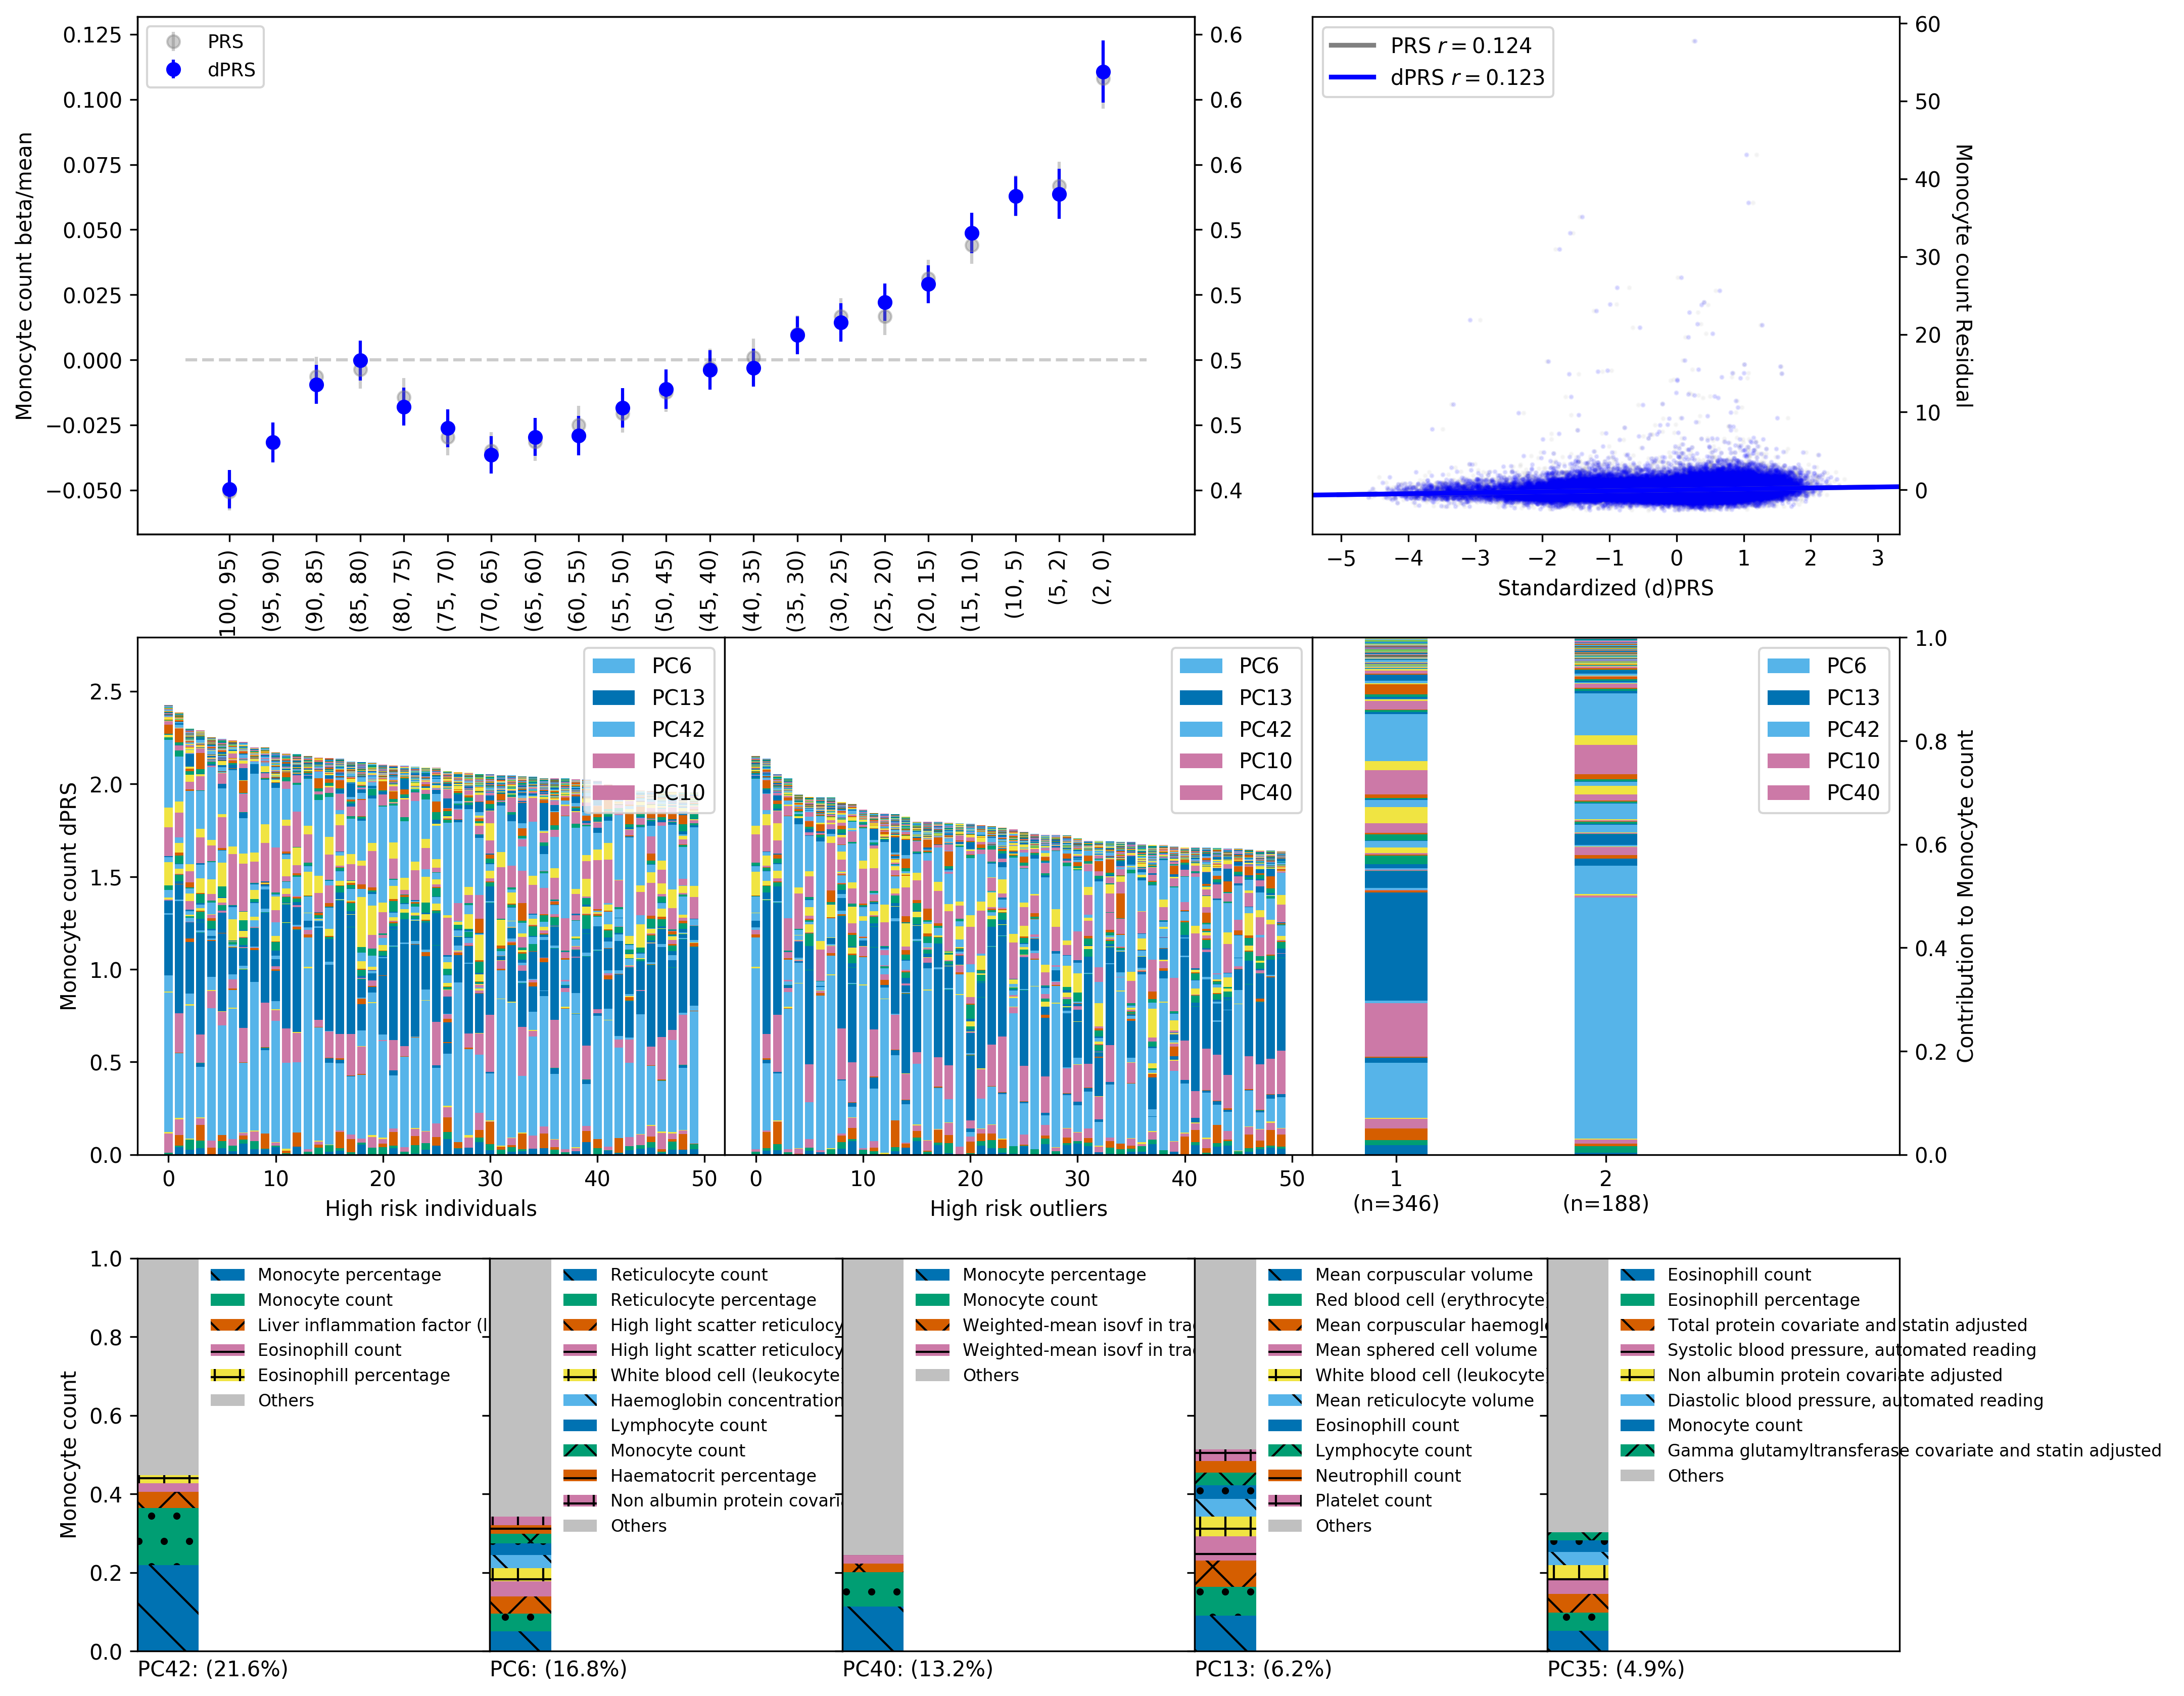 PRS
dPRS
Monocyte count beta/mean
0.125
0.100
0.075
0.050
0.025
0.000
−0.025
−0.050
0.6
0.6
0.6
0.5
0.5
0.5
0.5
0.4
100, 95)
(95, 90)
(90, 85)
(85, 80)
(80, 75)
(75, 70)
(70, 65)
(65, 60)
(60, 55)
(55, 50)
(50, 45)
(45, 40)
(40, 35)
(35, 30)
(30, 25)
(25, 20)
(20, 15)
(15, 10)
(10, 5)
(5, 2)
(2, 0)
PRS r = 0.124
dPRS r = 0.123
60
50
40
30
20
10
0
Monocyte count Residual
−5 −4 −3 −2 −1 0 1 2 3
Standardized (d)PRS
Monocyte count dPRS
2.5
2.0
1.5
1.0
0.5
0.0
PC6
PC13
PC42
PC40
PC10
0 10 20 30 40 50
High risk individuals
PC6
PC13
PC42
PC10
PC40
0 10 20 30 40 50
High risk outliers
PC6
PC13
PC42
PC10
PC40
1
(n=346)
2
(n=188)
1.0
0.8
0.6
0.4
0.2
0.0
Contribution to Monocyte count
Monocyte count
1.0
0.8
0.6
0.4
0.2
0.0
Monocyte percentage
Monocyte count
Liver inflammation factor (l
Eosinophill count
Eosinophill percentage
Others
PC42: (21.6%)
Reticulocyte count
Reticulocyte percentage
High light scatter reticulocy
High light scatter reticulocy
White blood cell (leukocyte
Haemoglobin concentration
Lymphocyte count
Monocyte count
Haematocrit percentage
Non albumin protein covari
Others
PC6: (16.8%)
Monocyte percentage
Monocyte count
Weighted-mean isovf in tra
Weighted-mean isovf in tra
Others
PC40: (13.2%)
Mean corpuscular volume
Red blood cell (erythrocyte
Mean corpuscular haemogl
Mean sphered cell volume
White blood cell (leukocyte
Mean reticulocyte volume
Eosinophill count
Lymphocyte count
Neutrophill count
Platelet count
Others
PC13: (6.2%)
Eosinophill count
Eosinophill percentage
Total protein covariate and statin adjusted
Systolic blood pressure, automated reading
Non albumin protein covariate adjusted
Diastolic blood pressure, automated reading
Monocyte count
Gamma glutamyltransferase covariate and statin adjusted
Others
PC35: (4.9%)